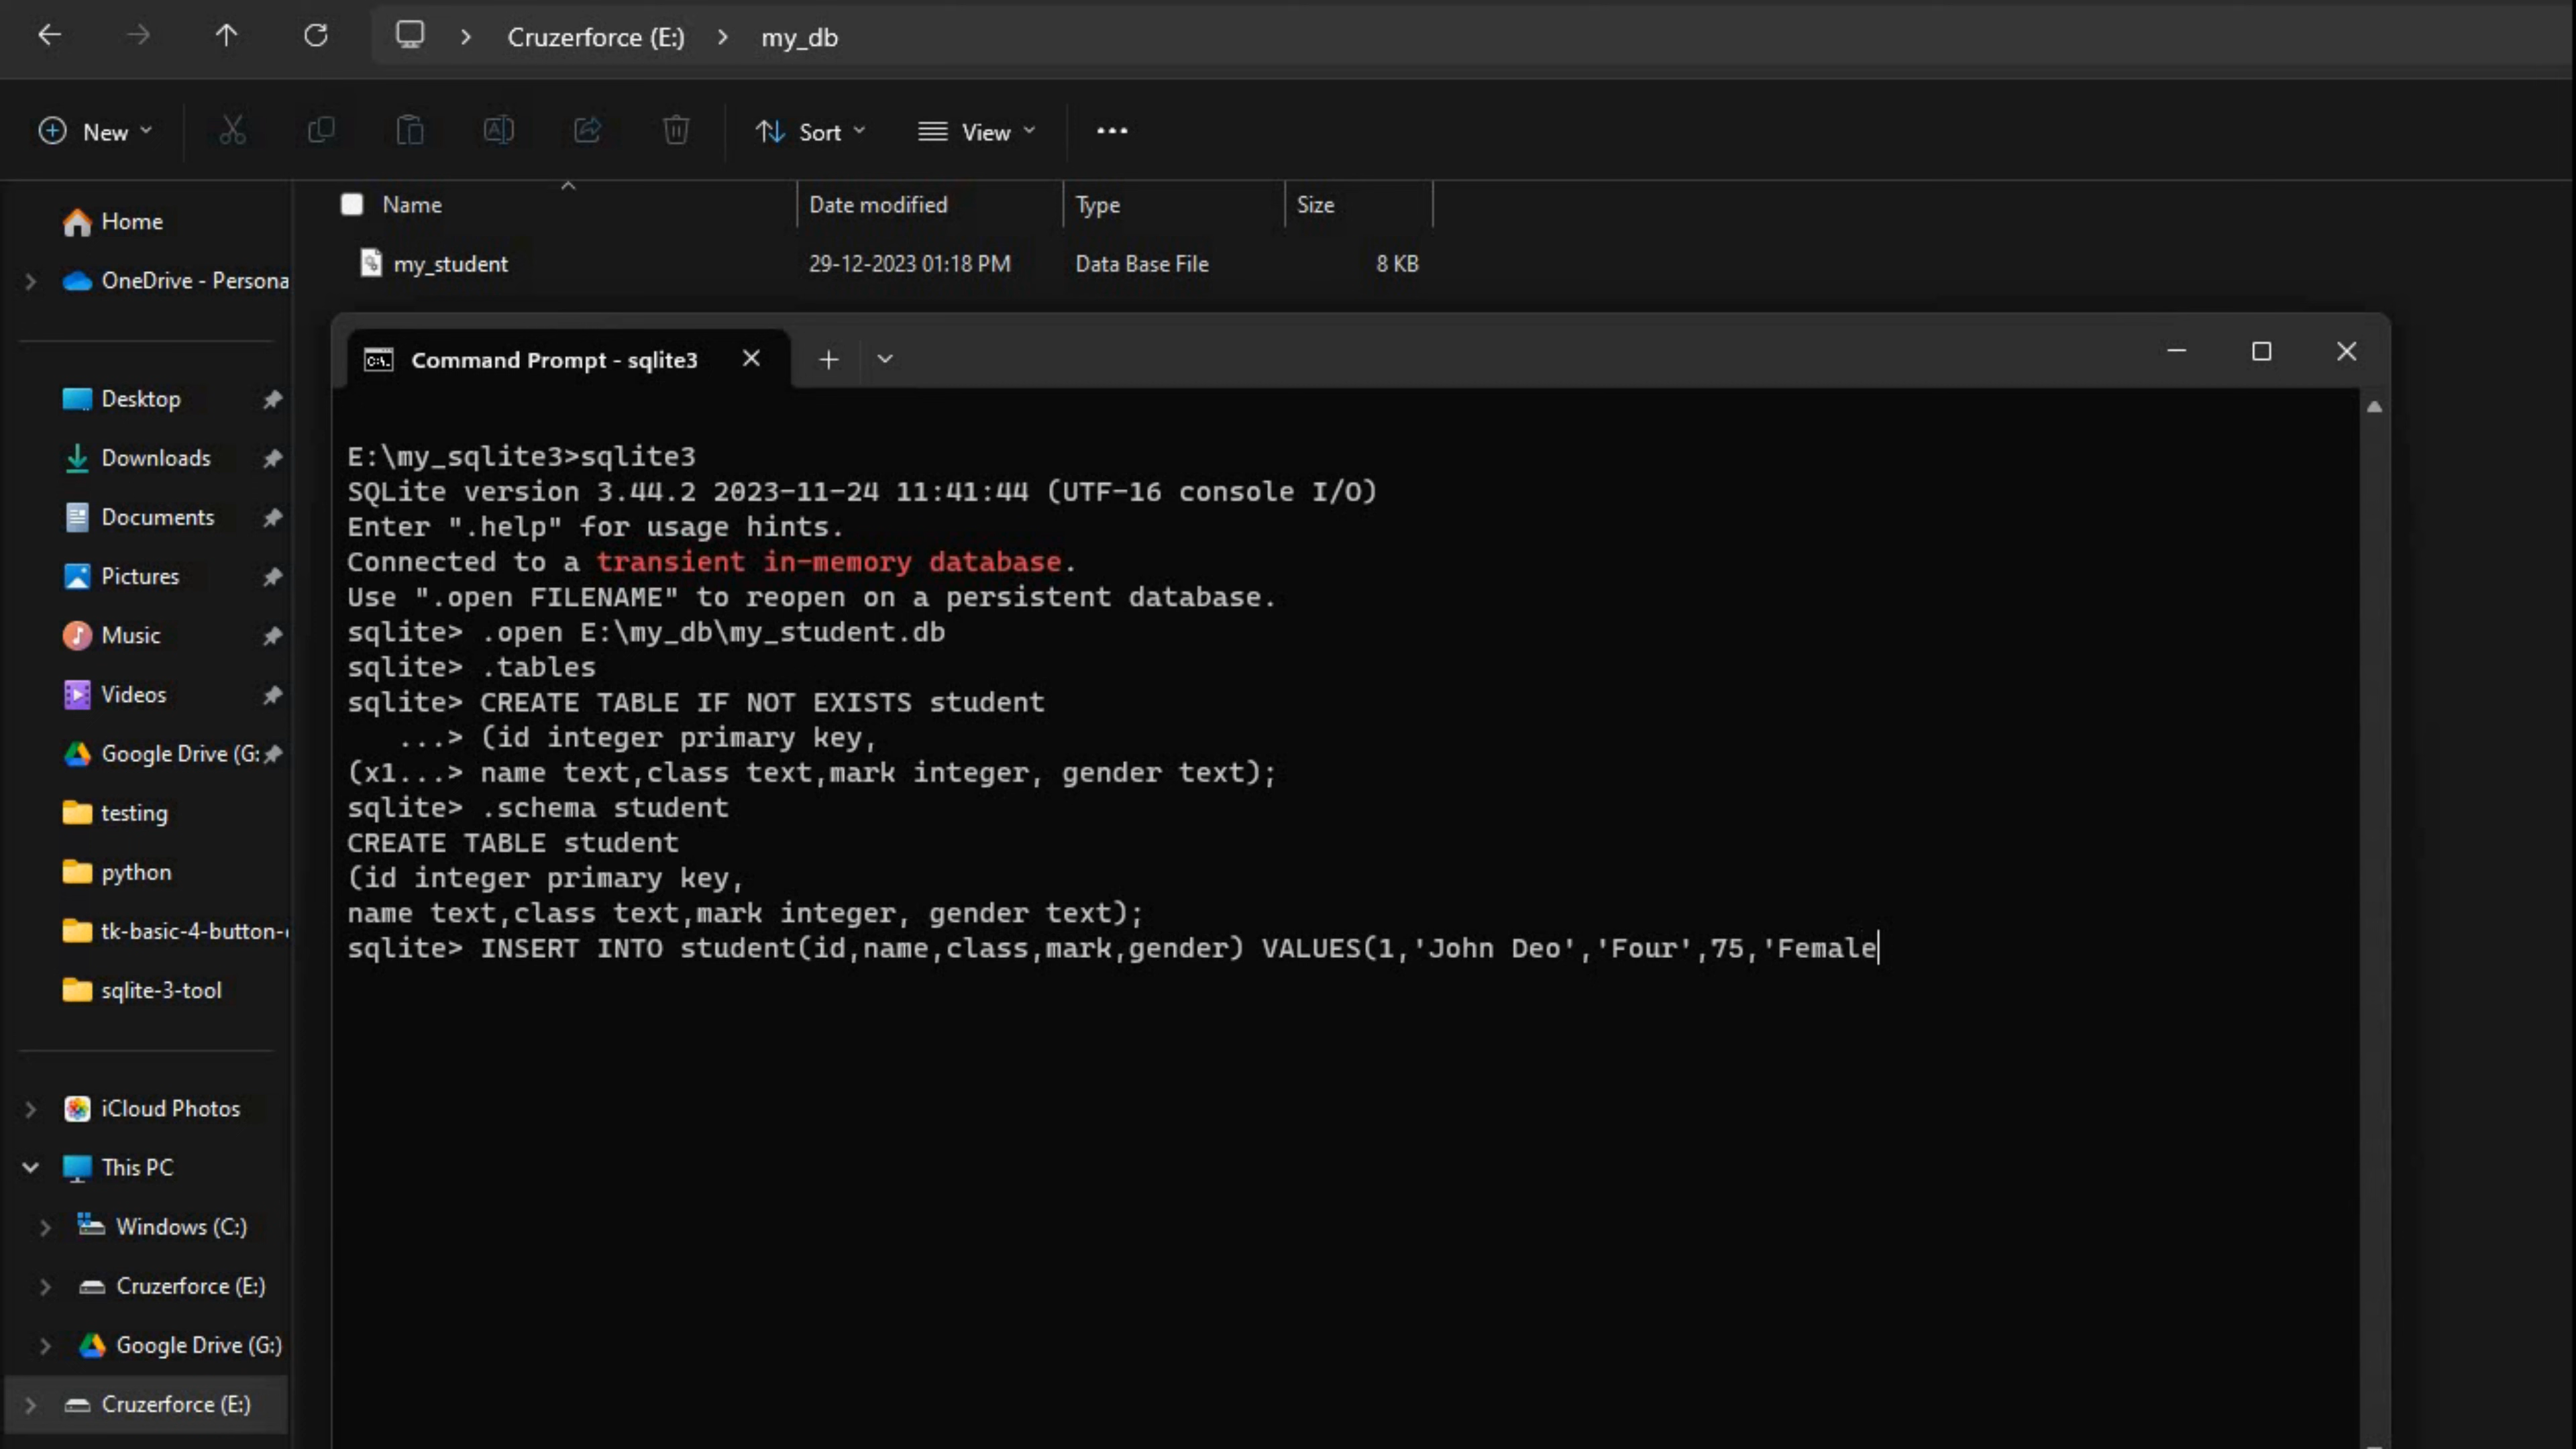 Cruzerforce (E:) my_db
New Sort View
Name Date modified Type Size
my_student 29-12-2023 01:18 PM Data Base File 8 KB
Home
OneDrive - Persona
Desktop
Downloads
Documents
Pictures
Music
Videos
Google Drive (G:
testing
python
tk-basic-4-button-
sqlite-3-tool
iCloud Photos
This PC
Windows (C:)
Cruzerforce (E:)
Google Drive (G:)
Cruzerforce (E:)
Command Prompt - sqlite3
E:\my_sqlite3>sqlite3
SQLite version 3.44.2 2023-11-24 11:41:44 (UTF-16 console I/O)
Enter ".help" for usage hints.
Connected to a transient in-memory database.
Use ".open FILENAME" to reopen on a persistent database.
sqlite> .open E:\my_db\my_student.db
sqlite> .tables
sqlite> CREATE TABLE IF NOT EXISTS student
...> (id integer primary key,
(x1...> name text,class text,mark integer, gender text);
sqlite> .schema student
CREATE TABLE student
(id integer primary key,
name text,class text,mark integer, gender text);
sqlite> INSERT INTO student(id,name,class,mark,gender) VALUES(1,'John Deo','Four',75,'Female